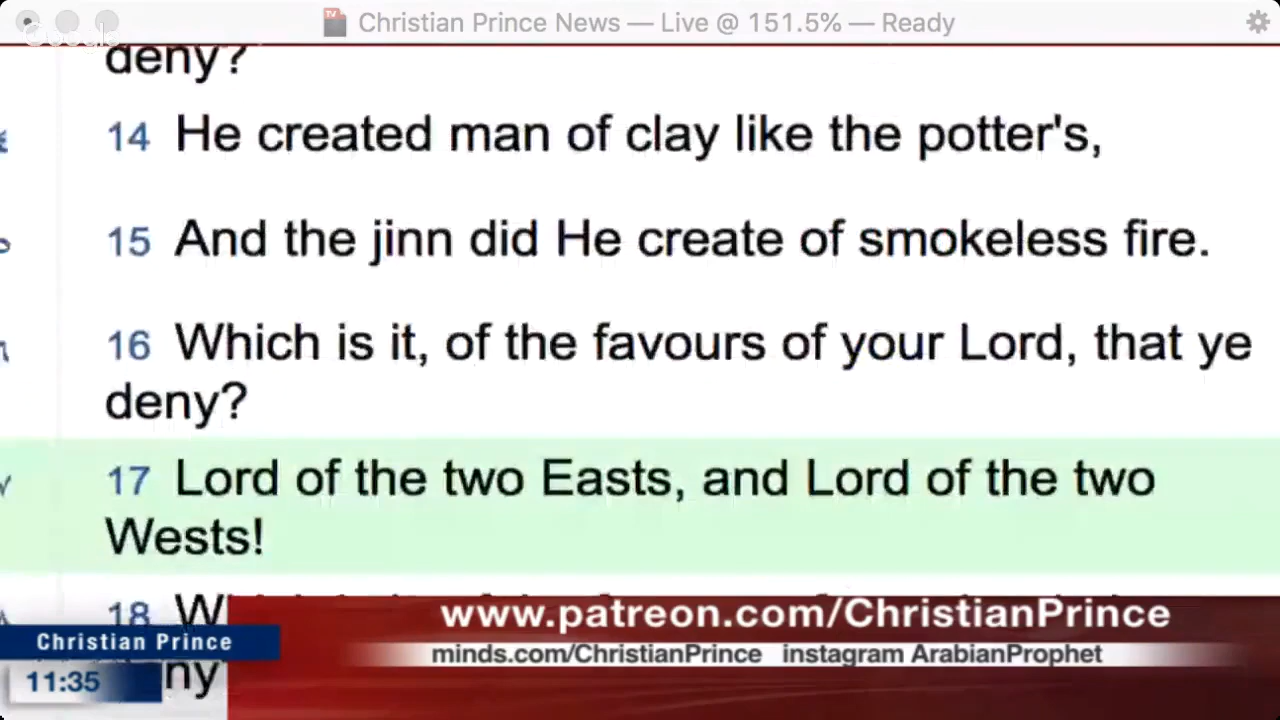 Christian Prince News — Live @ 151.5% — Ready
Google
deny?
14 He created man of clay like the potter's,
15 And the jinn did He create of smokeless fire.
16 Which is it, of the favours of your Lord, that ye
deny?
17 Lord of the two Easts, and Lord of the two
Wests!
18
www.patreon.com/ChristianPrince
Christian Prince
minds.com/ChristianPrince instagram ArabianProphet
11:35
ny